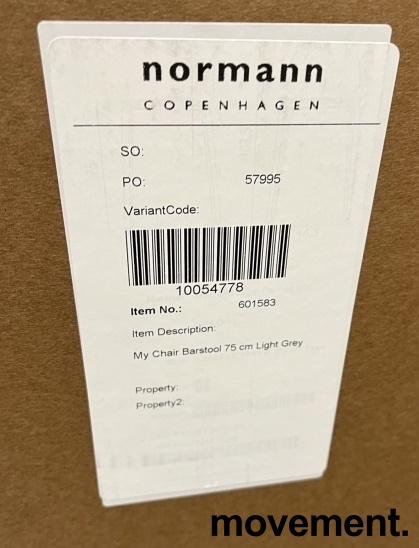 normann
COPENHAGEN
SO:
PO: 57995
VariantCode:
10054778
Item No.: 601583
Item Description:
My Chair Barstool 75 cm Light Grey
Property:
Property2:
movement.